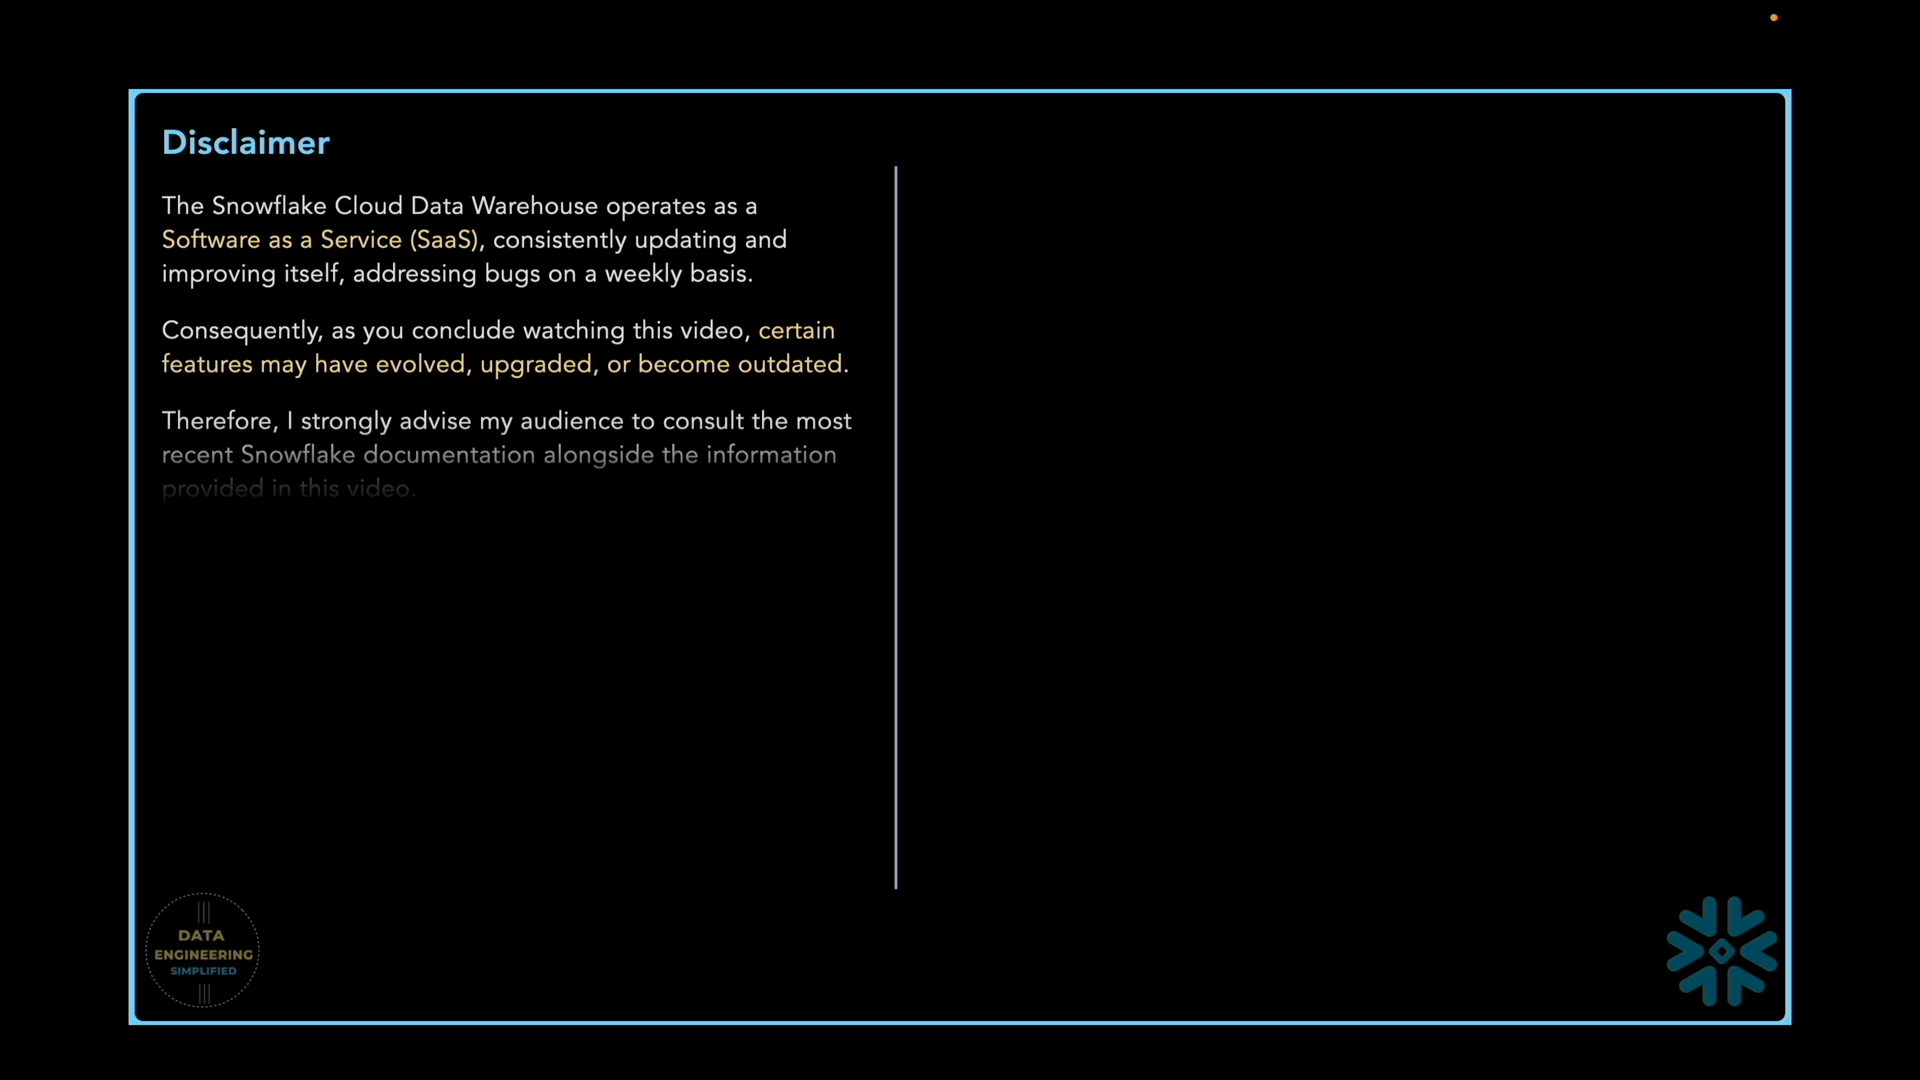 Disclaimer
The Snowflake Cloud Data Warehouse operates as a
Software as a Service (SaaS), consistently updating and
improving itself, addressing bugs on a weekly basis.
Consequently, as you conclude watching this video, certain
features may have evolved, upgraded, or become outdated.
Therefore, I strongly advise my audience to consult the most
recent Snowflake documentation alongside the information
provided in this video.
DATA
ENGINEERING
SIMPLIFIED